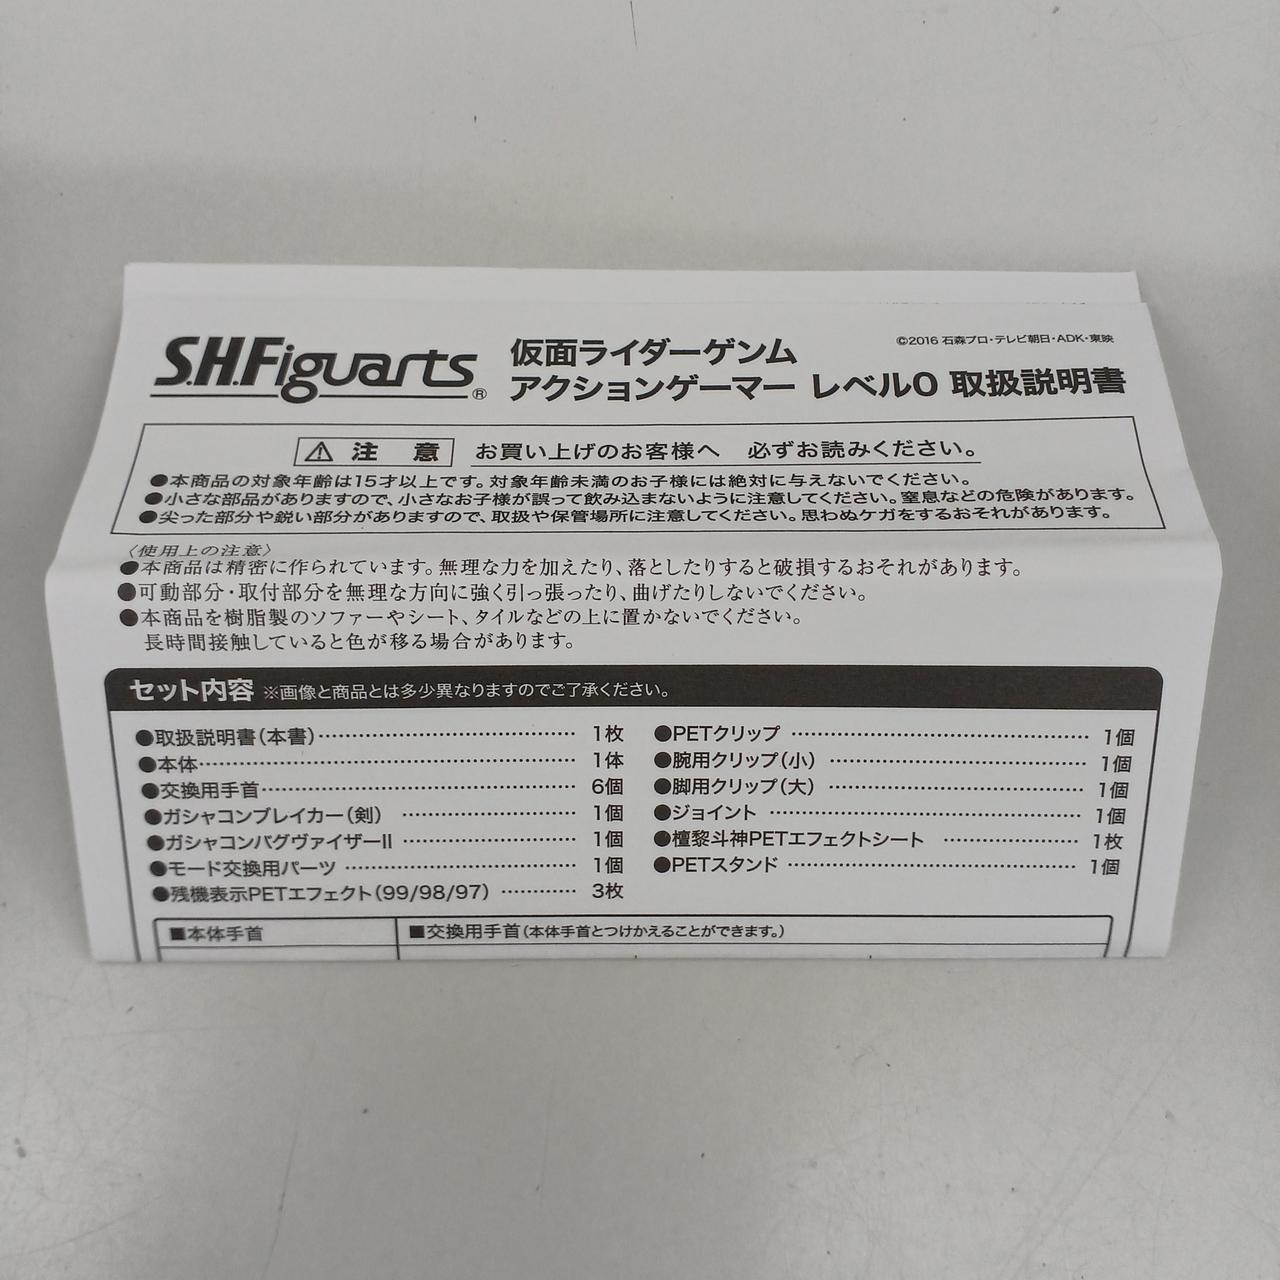 S.H.Figuarts®
仮面ライダーゲンム
アクションゲーマー レベル0 取扱説明書
©2016 石森プロ・テレビ朝日・ADK・東映
⚠ 注 意 お買い上げのお客様へ 必ずお読みください。
●本商品の対象年齢は15才以上です。対象年齢未満のお子様には絶対に与えないでください。
●小さな部品がありますので、小さなお子様が誤って飲み込まないように注意してください。窒息などの危険があります。
●尖った部分や鋭い部分がありますので、取扱や保管場所に注意してください。思わぬケガをするおそれがあります。
〈使用上の注意〉
●本商品は精密に作られています。無理な力を加えたり、落としたりすると破損するおそれがあります。
●可動部分・取付部分を無理な方向に強く引っ張ったり、曲げたりしないでください。
●本商品を樹脂製のソファーやシート、タイルなどの上に置かないでください。
長時間接触していると色が移る場合があります。
セット内容 ※画像と商品とは多少異なりますのでご了承ください。
●取扱説明書(本書)………………………… 1枚
●本体………………………… 1体
●交換用手首………………………… 6個
●ガシャコンブレイカー(剣) ………………… 1個
●ガシャコンバグヴァイザーII………………… 1個
●モード交換用パーツ ………………… 1個
●残機表示PETエフェクト(99/98/97) ………… 3枚
●PETクリップ ………………………… 1個
●腕用クリップ(小) ………………………… 1個
●脚用クリップ(大) ………………………… 1個
●ジョイント ………………………… 1個
●檀黎斗神PETエフェクトシート ……………… 1枚
●PETスタンド ………………………… 1個
■本体手首
■交換用手首(本体手首とつけかえることができます。)